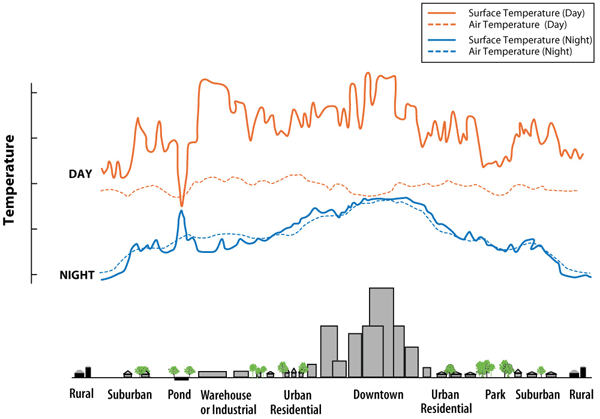 Surface Temperature (Day)
Air Temperature (Day)
Surface Temperature (Night)
Air Temperature (Night)
Temperature
DAY
NIGHT
Rural
Suburban
Pond
Warehouse
or Industrial
Urban
Residential
Downtown
Urban
Residential
Park
Suburban
Rural